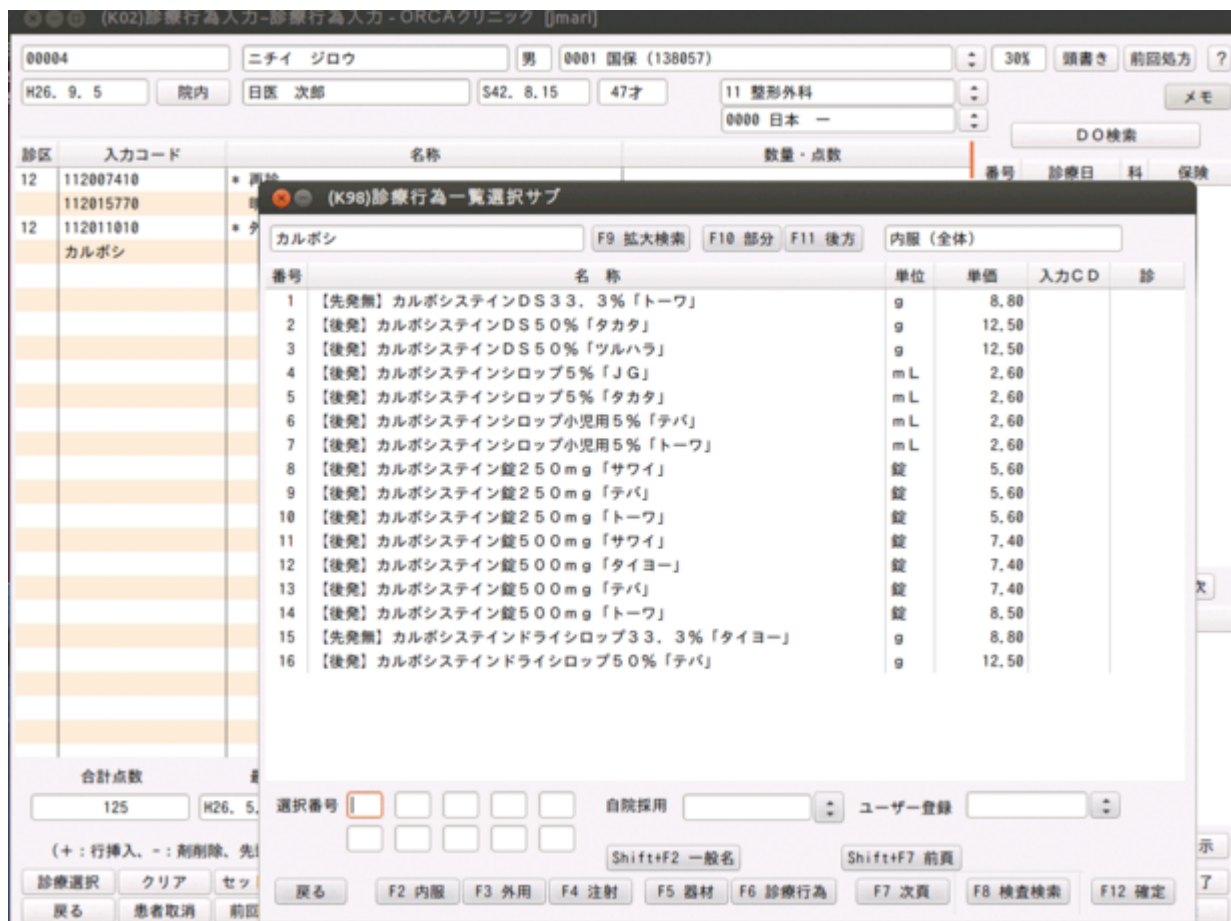 (K02)診療行為入力-診療行為入力 - ORCAクリニック [jmari]
00004 ニチイ ジロウ 男 0001 国保 (138057) 30% 頭書き 前回処方 ?
H26. 9. 5 院内 日医 次郎 S42. 8.15 47才 11 整形外科 メモ
0000 日本 一
DO検索
診区 入力コード 名称 数量・点数 番号 診療日 科 保険
12 112007410 * 再診
112015770
12 112011010 *
カルボシ
(K98)診療行為一覧選択サブ
カルボシ F9 拡大検索 F10 部分 F11 後方 内服(全体)
番号 名 称 単位 単価 入力CD 診
1 【先発無】カルボシステインDS33.3%「トーワ」 g 8.80
2 【後発】カルボシステインDS50%「タカタ」 g 12.50
3 【後発】カルボシステインDS50%「ツルハラ」 g 12.50
4 【後発】カルボシステインシロップ5%「JG」 mL 2.60
5 【後発】カルボシステインシロップ5%「タカタ」 mL 2.60
6 【後発】カルボシステインシロップ小児用5%「テバ」 mL 2.60
7 【後発】カルボシステインシロップ小児用5%「トーワ」 mL 2.60
8 【後発】カルボシステイン錠250mg「サワイ」 錠 5.60
9 【後発】カルボシステイン錠250mg「テバ」 錠 5.60
10 【後発】カルボシステイン錠250mg「トーワ」 錠 5.60
11 【後発】カルボシステイン錠500mg「サワイ」 錠 7.40
12 【後発】カルボシステイン錠500mg「タイヨー」 錠 7.40
13 【後発】カルボシステイン錠500mg「テバ」 錠 7.40
14 【後発】カルボシステイン錠500mg「トーワ」 錠 8.50
15 【先発無】カルボシステインドライシロップ33.3%「タイヨー」 g 8.80
16 【後発】カルボシステインドライシロップ50%「テバ」 g 12.50
次
合計点数
125 H26. 5.
選択番号 自院採用 ユーザー登録
(+:行挿入、-:剤削除、先 示
Shift+F2 一般名 Shift+F7 前頁
診療選択 クリア セッ 了
戻る F2 内服 F3 外用 F4 注射 F5 器材 F6 診療行為 F7 次頁 F8 検査検索 F12 確定
戻る 患者取消 前回